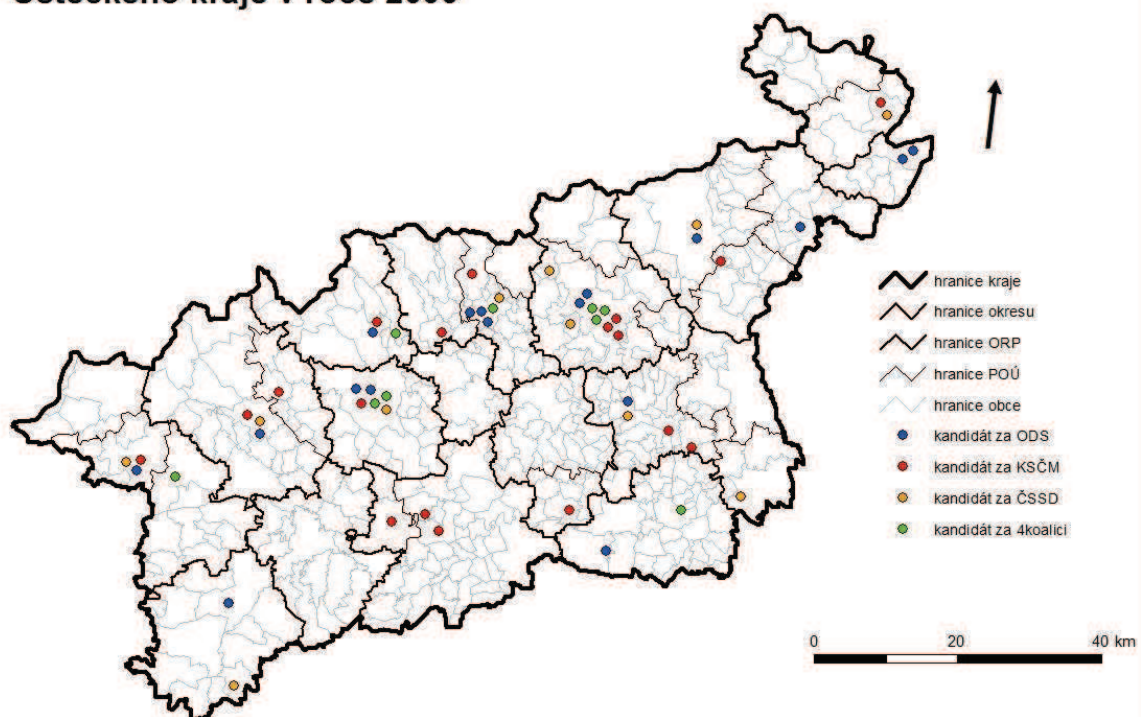 hranice kraje
hranice okresu
hranice ORP
hranice POÚ
hranice obce
kandidát za ODS
kandidát za KSČM
kandidát za ČSSD
kandidát za 4koalici
0 20 40 km